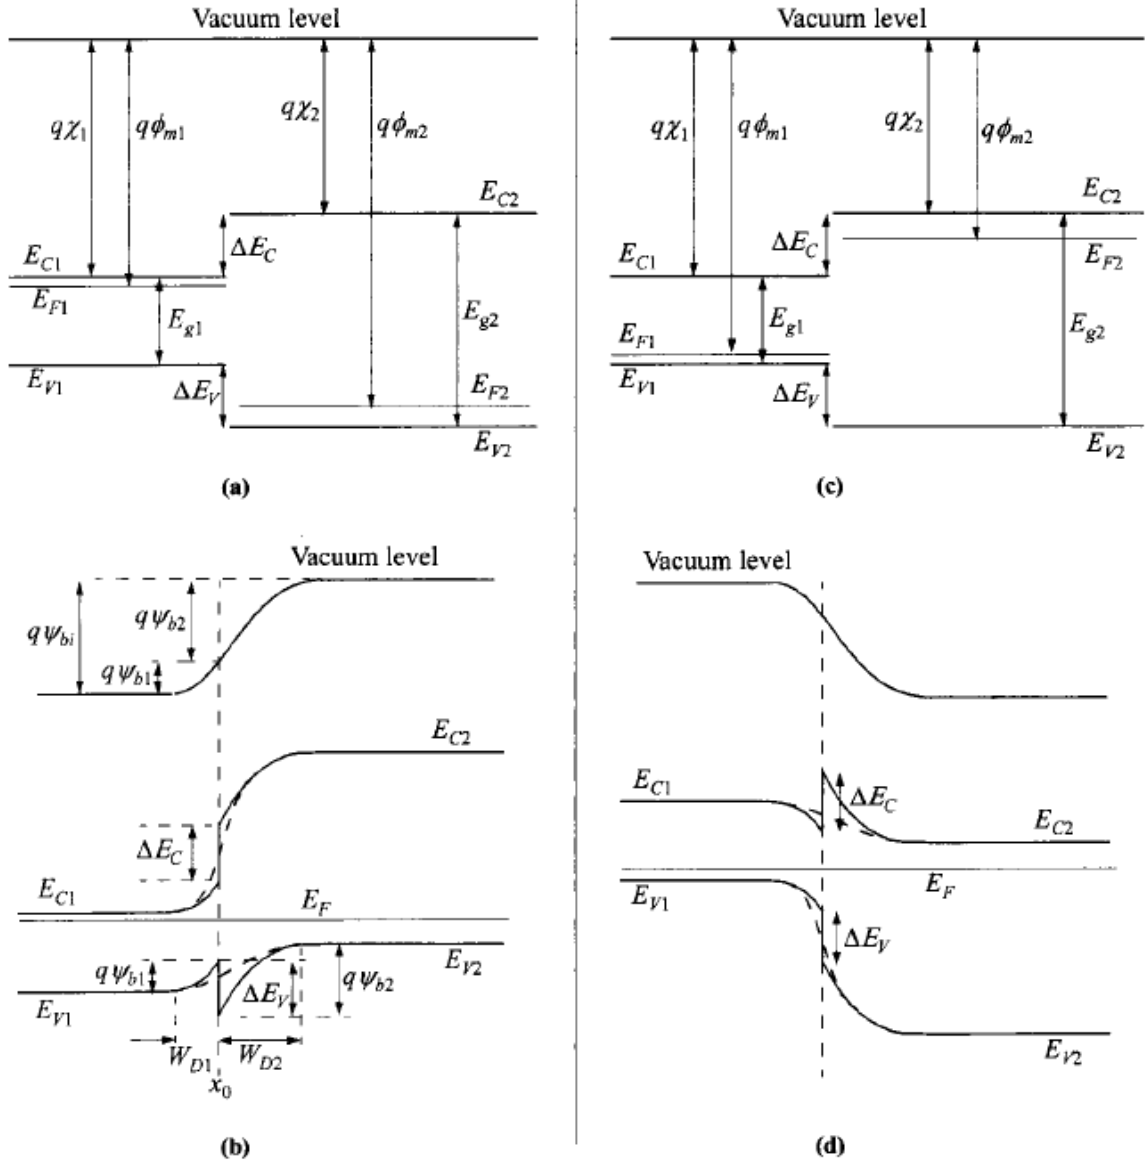 Vacuum level
qχ1
qϕm1
qχ2
qϕm2
EC2
ΔEC
EC1
EF1
Eg1
Eg2
EV1
ΔEV
EF2
EV2
(a)
Vacuum level
qχ1
qϕm1
qχ2
qϕm2
EC2
ΔEC
EF2
EC1
Eg1
Eg2
EF1
EV1
ΔEV
EV2
(c)
Vacuum level
qψb2
qψbi
qψb1
EC2
ΔEC
EC1
EF
qψb1
EV2
ΔEV
qψb2
EV1
WD1
WD2
x0
(b)
Vacuum level
EC1
ΔEC
EC2
EV1
EF
ΔEV
EV2
(d)